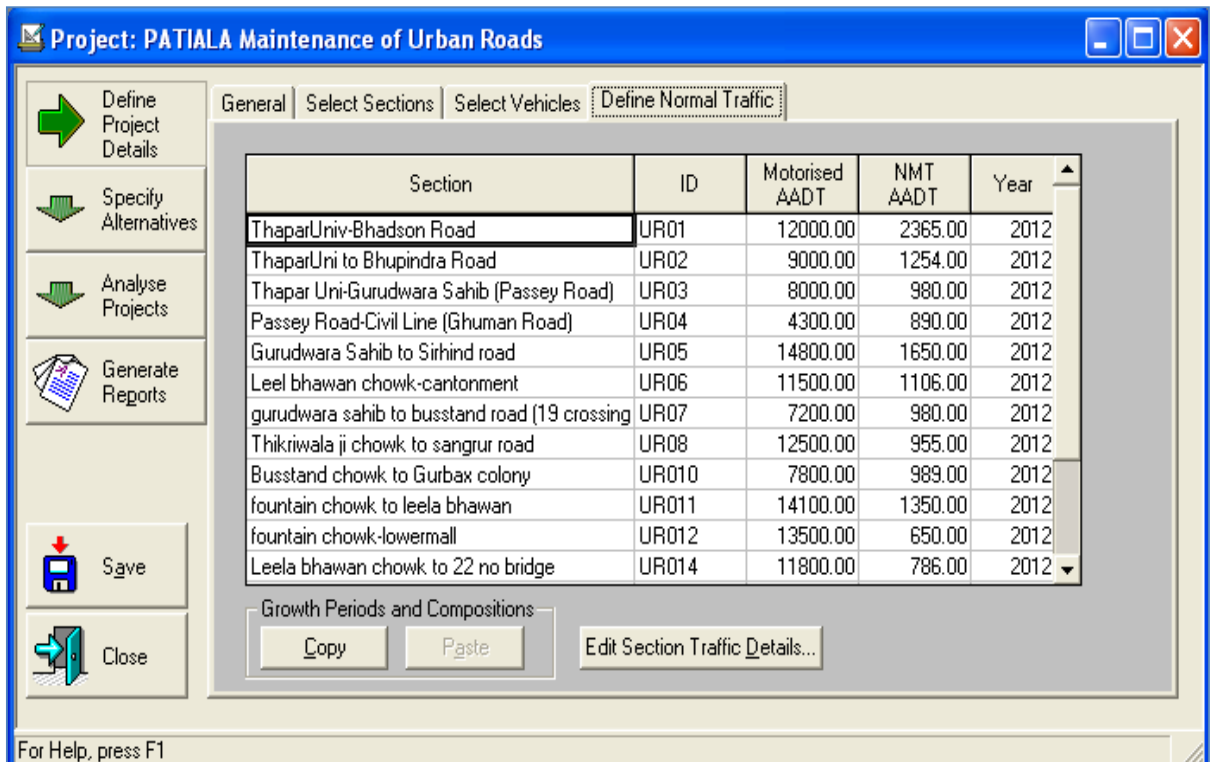 Project: PATIALA Maintenance of Urban Roads
Define
Project
Details
Specify
Alternatives
Analyse
Projects
Generate
Reports
Save
Close
General Select Sections Select Vehicles Define Normal Traffic
Section ID Motorised AADT NMT AADT Year
ThaparUniv-Bhadson Road UR01 12000.00 2365.00 2012
ThaparUni to Bhupindra Road UR02 9000.00 1254.00 2012
Thapar Uni-Gurudwara Sahib (Passey Road) UR03 8000.00 980.00 2012
Passey Road-Civil Line (Ghuman Road) UR04 4300.00 890.00 2012
Gurudwara Sahib to Sirhind road UR05 14800.00 1650.00 2012
Leel bhawan chowk-cantonment UR06 11500.00 1106.00 2012
gurudwara sahib to busstand road (19 crossing UR07 7200.00 980.00 2012
Thikriwala ji chowk to sangrur road UR08 12500.00 955.00 2012
Busstand chowk to Gurbax colony UR010 7800.00 989.00 2012
fountain chowk to leela bhawan UR011 14100.00 1350.00 2012
fountain chowk-lowermall UR012 13500.00 650.00 2012
Leela bhawan chowk to 22 no bridge UR014 11800.00 786.00 2012
Growth Periods and Compositions
Copy Paste Edit Section Traffic Details...
For Help, press F1